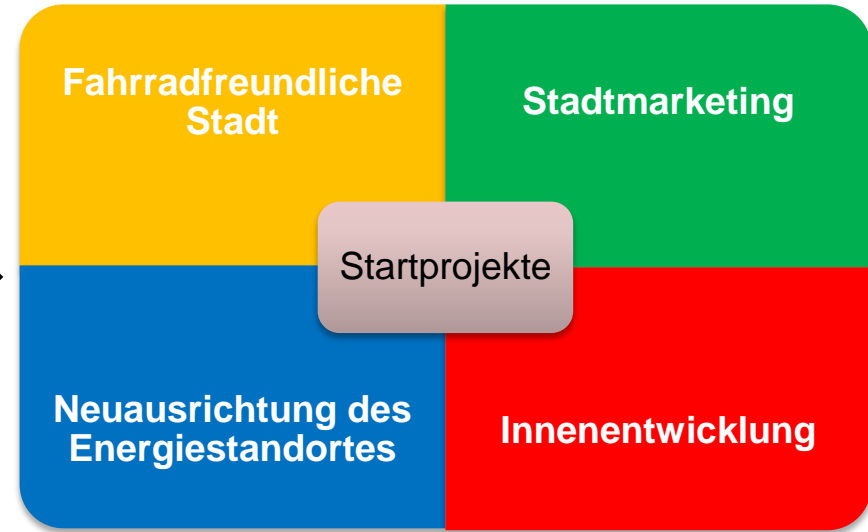 Fahrradfreundliche
Stadt
Stadtmarketing
Startprojekte
Neuausrichtung des
Energiestandortes
Innenentwicklung